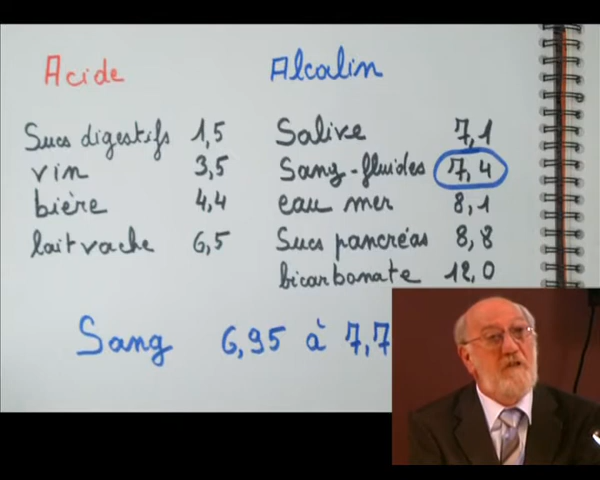 Acide
Alcalin
Sucs digestifs 1,5
Salive 7,1
vin 3,5
Sang-fluides 7,4
bière 4,4
eau mer 8,1
lait vache 6,5
Sucs pancréas 8,8
bicarbonate 12,0
Sang 6,95 à 7,7